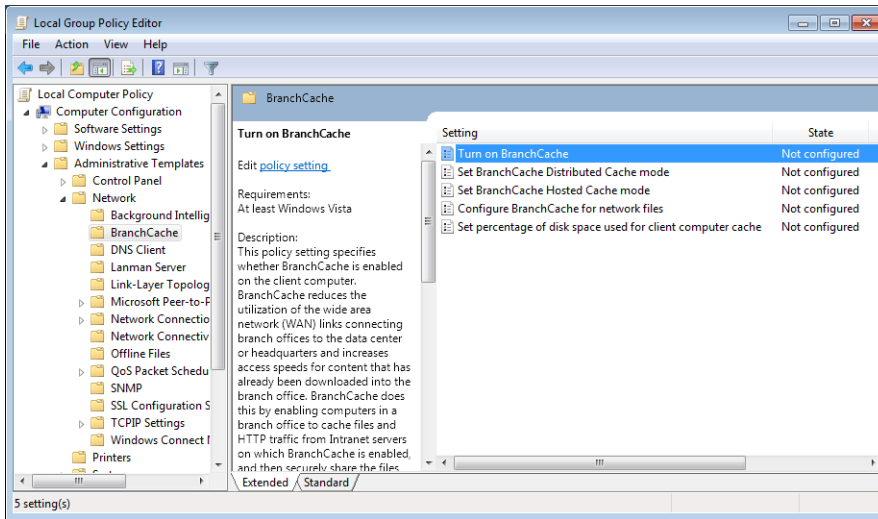 Local Group Policy Editor
File Action View Help
Local Computer Policy
Computer Configuration
Software Settings
Windows Settings
Administrative Templates
Control Panel
Network
Background Intellig
BranchCache
DNS Client
Lanman Server
Link-Layer Topolog
Microsoft Peer-to-P
Network Connectio
Network Connectiv
Offline Files
QoS Packet Schedu
SNMP
SSL Configuration S
TCPIP Settings
Windows Connect
Printers
BranchCache
Turn on BranchCache
Edit policy setting
Requirements:
At least Windows Vista
Description:
This policy setting specifies
whether BranchCache is enabled
on the client computer.
BranchCache reduces the
utilization of the wide area
network (WAN) links connecting
branch offices to the data center
or headquarters and increases
access speeds for content that has
already been downloaded into the
branch office. BranchCache does
this by enabling computers in a
branch office to cache files and
HTTP traffic from Intranet servers
on which BranchCache is enabled,
and then securely share the files
Setting State
Turn on BranchCache Not configured
Set BranchCache Distributed Cache mode Not configured
Set BranchCache Hosted Cache mode Not configured
Configure BranchCache for network files Not configured
Set percentage of disk space used for client computer cache Not configured
Extended Standard
5 setting(s)